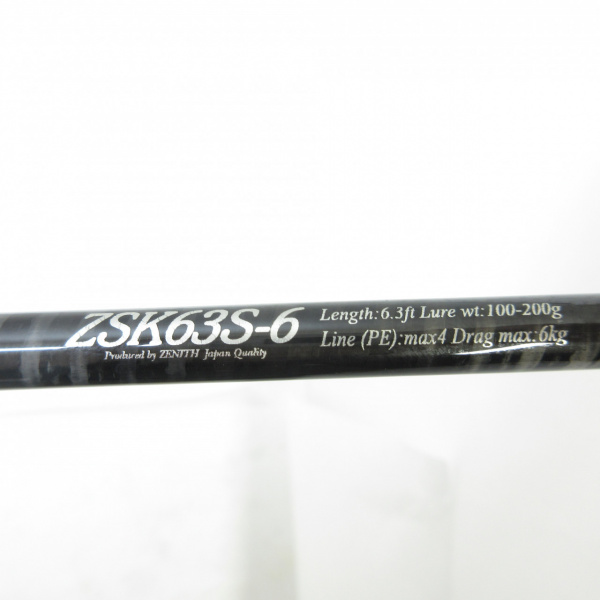 ZSK63S-6
Produced by ZENITH Japan Quality
Length:6.3ft Lure wt:100-200g
Line (PE):max4 Drag max:6kg